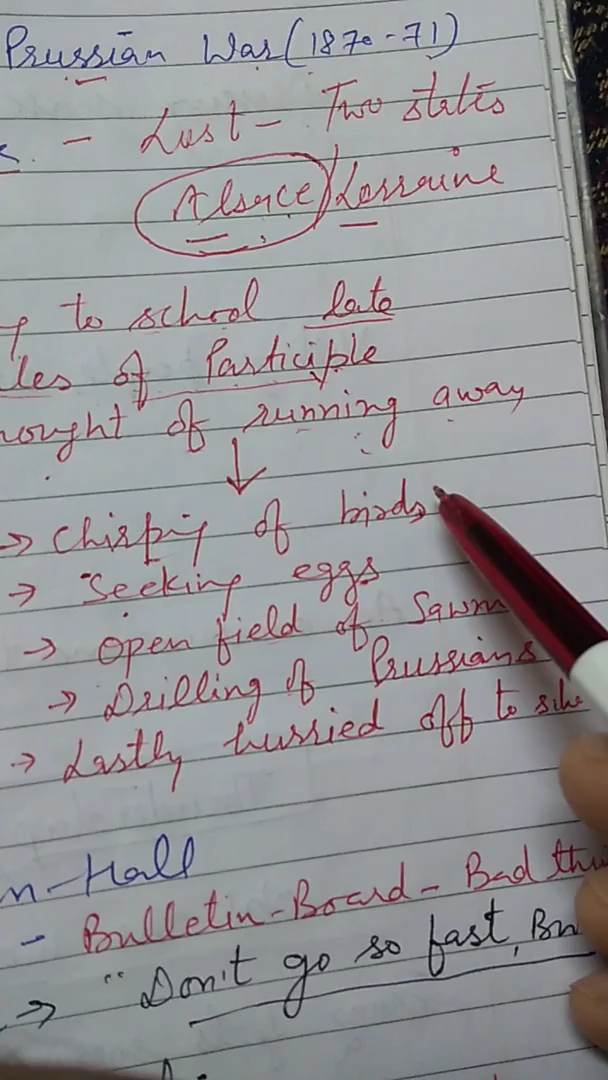 Prussian War (1870-71)
- Lost - Two states
Alsace/Lorraine
to school late
of Participle
of running away
↓
→ Chirping of birds
→ Seeking eggs
→ Open field of Sawm
→ Drilling of Prussians
→ Lastly hurried off to
n-Hall
- Bulletin-Board - Bad
→ "Don't go so fast,